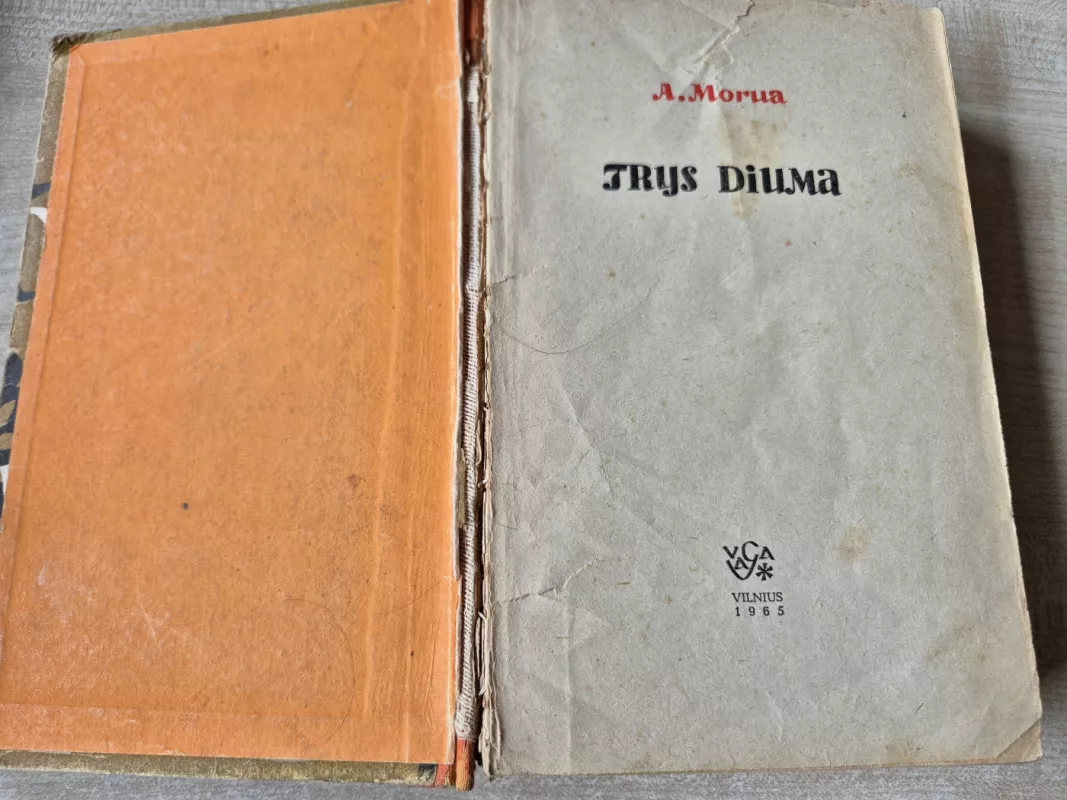 A. Morua
TRYS DIUMA
VAGA
VILNIUS
1965